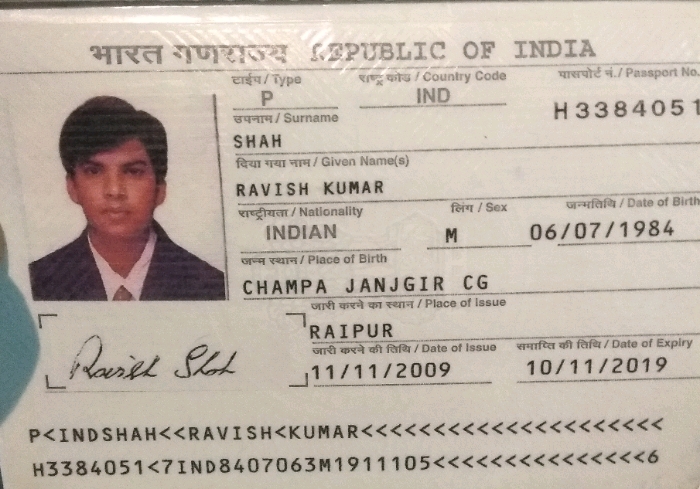 भारत गणराज्य REPUBLIC OF INDIA
टाईप / Type राष्ट्र कोड / Country Code पासपोर्ट नं. / Passport No.
P IND H3384051
उपनाम / Surname
SHAH
दिया गया नाम / Given Name(s)
RAVISH KUMAR
राष्ट्रीयता / Nationality लिंग / Sex जन्मतिथि / Date of Birth
INDIAN M 06/07/1984
जन्म स्थान / Place of Birth
CHAMPA JANJGIR CG
जारी करने का स्थान / Place of Issue
RAIPUR
जारी करने की तिथि / Date of Issue समाप्ति की तिथि / Date of Expiry
11/11/2009 10/11/2019
Ravish Shah
P<INDSHAH<<RAVISH<KUMAR<<<<<<<<<<<<<<<<<<<<<
H3384051<7IND8407063M1911105<<<<<<<<<<<<<<<6